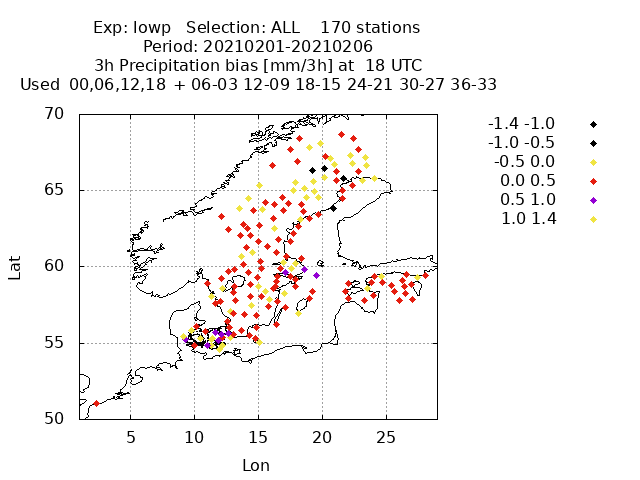 Exp: lowp   Selection: ALL    170 stations
Period: 20210201-20210206
3h Precipitation bias [mm/3h] at  18 UTC
Used  00,06,12,18  + 06-03 12-09 18-15 24-21 30-27 36-33
70
65
60
55
50
5 10 15 20 25
Lat
Lon
-1.4 -1.0
-1.0 -0.5
-0.5 0.0
0.0 0.5
0.5 1.0
1.0 1.4